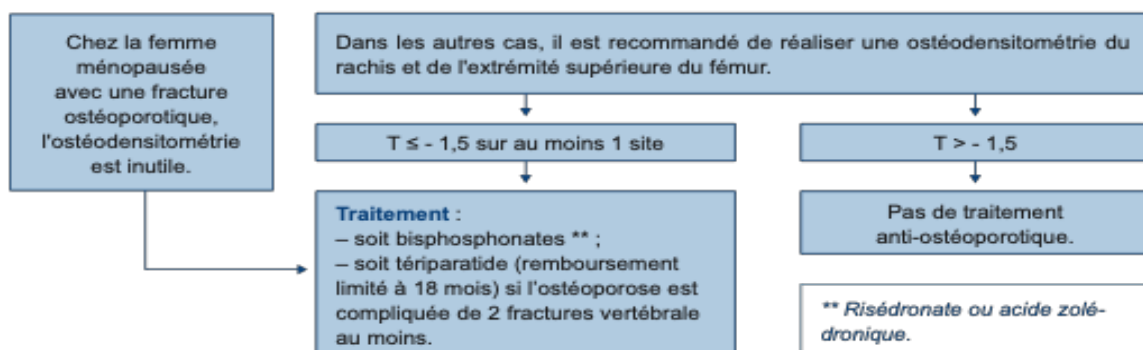 Chez la femme
ménopausée
avec une fracture
ostéoporotique,
l'ostéodensitométrie
est inutile.
Dans les autres cas, il est recommandé de réaliser une ostéodensitométrie du
rachis et de l'extrémité supérieure du fémur.
T ≤ - 1,5 sur au moins 1 site
T > - 1,5
Traitement :
– soit bisphosphonates ** ;
– soit tériparatide (remboursement
limité à 18 mois) si l'ostéoporose est
compliquée de 2 fractures vertébrale
au moins.
Pas de traitement
anti-ostéoporotique.
** Risédronate ou acide zolé-
dronique.